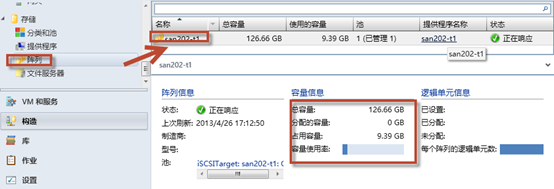 存储
分类和池
提供程序
阵列
文件服务器
VM 和服务
构造
库
作业
设置
名称 总容量 使用的容量 池 提供程序名称 状态
san202-t1 126.66 GB 9.39 GB 1 (已管理 1) san202-t1 正在响应
san202-t1
san202-t1
阵列信息
状态: 正在响应
上次刷新: 2013/4/26 17:12:50
制造商:
型号:
池: iSCSITarget: san202-t1: C
容量信息
总容量: 126.66 GB
分配的容量: 0 GB
占用容量: 9.39 GB
容量使用率:
逻辑单元信息
已设置:
已分配:
未分配:
每个阵列的逻辑单元数: